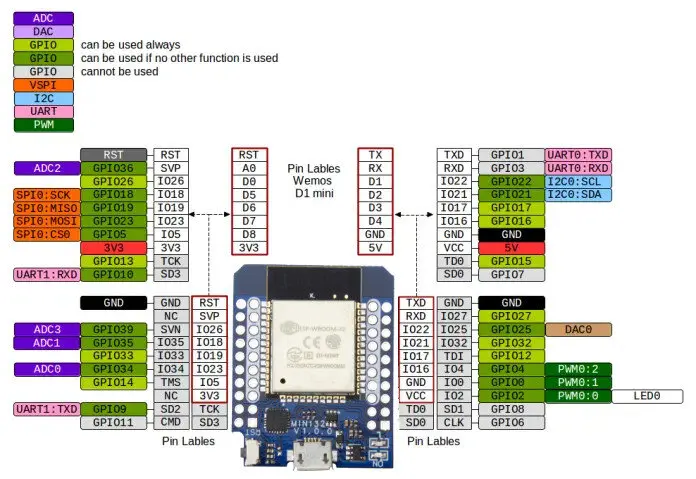 ADC
DAC
GPIO can be used always
GPIO can be used if no other function is used
GPIO cannot be used
VSPI
I2C
UART
PWM
Pin Lables
Wemos
D1 mini
RST RST RST
ADC2 GPIO36 SVP A0
GPIO26 IO26 D0
SPI0:SCK GPIO18 IO18 D5
SPI0:MISO GPIO19 IO19 D6
SPI0:MOSI GPIO23 IO23 D7
SPI0:CS0 GPIO5 IO5 D8
3V3 3V3 3V3
GPIO13 TCK
UART1:RXD GPIO10 SD3
TX TXD GPIO1 UART0:TXD
RX RXD GPIO3 UART0:RXD
D1 IO22 GPIO22 I2C0:SCL
D2 IO21 GPIO21 I2C0:SDA
D3 IO17 GPIO17
D4 IO16 GPIO16
GND GND GND
5V VCC 5V
TD0 GPIO15
SD0 GPIO7
GND GND RST
NC SVP
ADC3 GPIO39 SVN IO26
ADC1 GPIO35 IO35 IO18
GPIO33 IO33 IO19
ADC0 GPIO34 IO34 IO23
GPIO14 TMS IO5
NC 3V3
UART1:TXD GPIO9 SD2 TCK
GPIO11 CMD SD3
Pin Lables
TXD GND GND
RXD IO27 GPIO27
IO22 IO25 GPIO25 DAC0
IO21 IO32 GPIO32
IO17 TDI GPIO12
IO16 IO4 GPIO4 PWM0:2
GND IO0 GPIO0 PWM0:1
VCC IO2 GPIO2 PWM0:0 LED0
TD0 SD1 GPIO8
SD0 CLK GPIO6
Pin Lables
ESP-WROOM-32
MINI32
V1.0.0